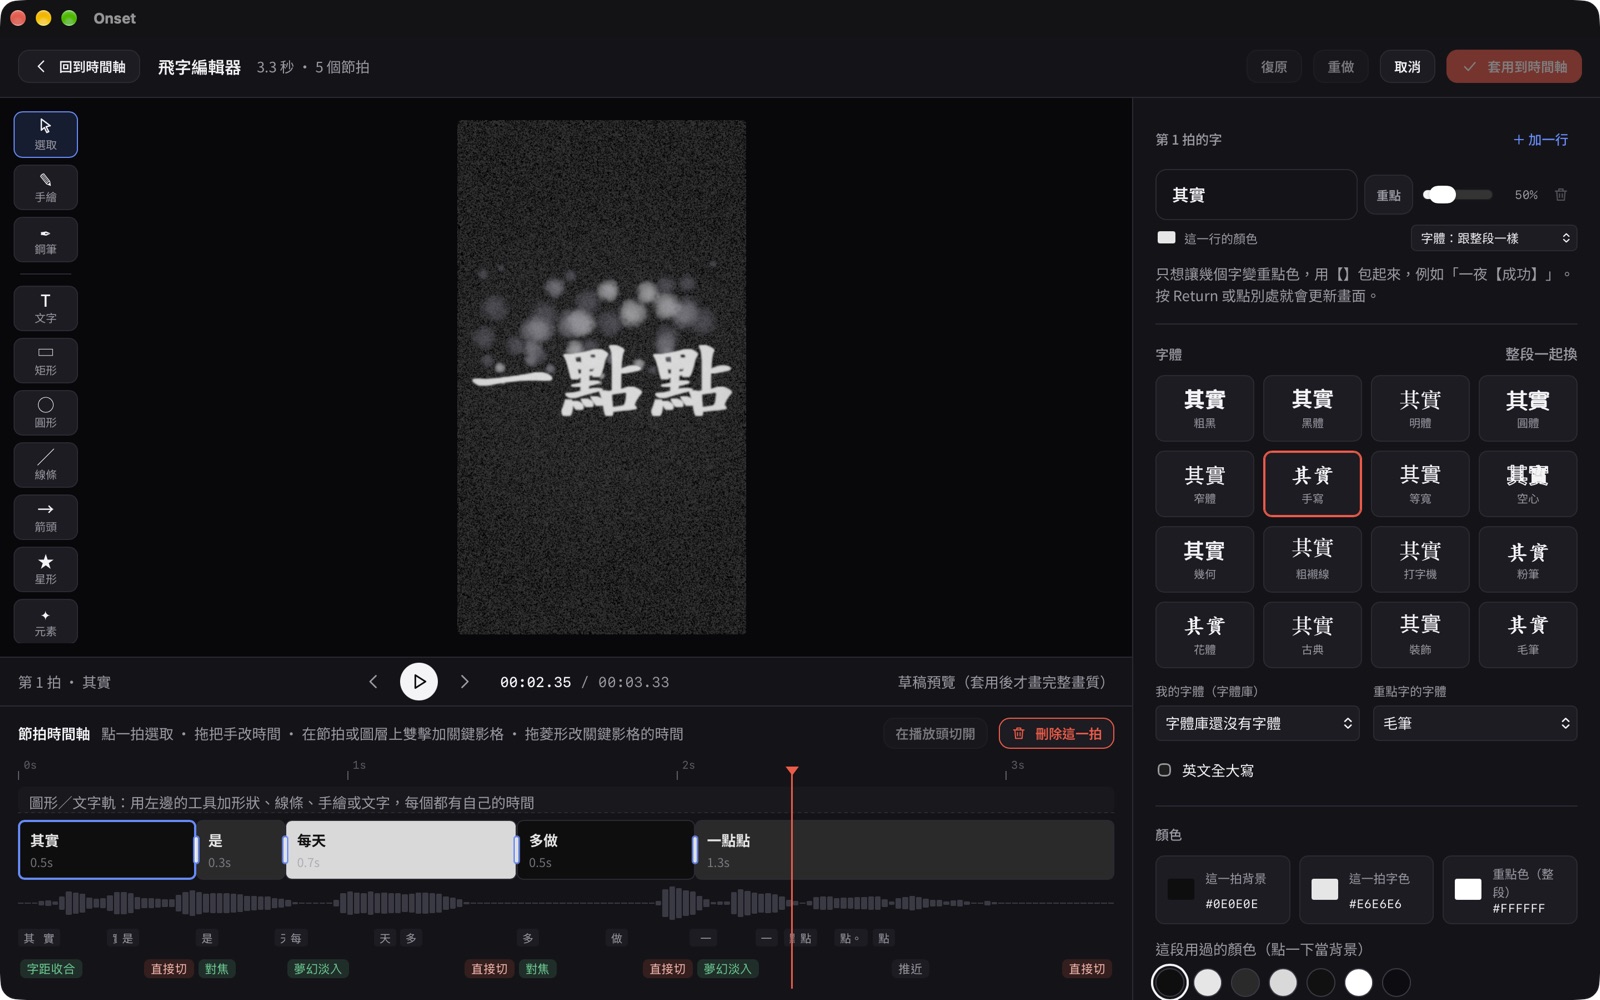 Onset
回到時間軸
飛字編輯器 3.3 秒 · 5 個節拍
復原 重做 取消 套用到時間軸
選取
手繪
鋼筆
T
文字
矩形
圓形
線條
箭頭
星形
元素
一點點
第 1 拍 · 其實
00:02.35 / 00:03.33
草稿預覽（套用後才畫完整畫質）
節拍時間軸 點一拍選取 · 拖把手改時間 · 在節拍或圖層上雙擊加關鍵影格 · 拖菱形改關鍵影格的時間
在播放頭切開 刪除這一拍
0s 1s 2s 3s
圖形／文字軌：用左邊的工具加形狀、線條、手繪或文字，每個都有自己的時間
其實 是 每天 多做 一點點
0.5s 0.3s 0.7s 0.5s 1.3s
其 實 是 是 每 天 多 多 做 一 一 點 點。 點
字距收合 直接切 對焦 夢幻淡入 直接切 對焦 直接切 夢幻淡入 推近 直接切
第 1 拍的字 + 加一行
其實 重點 50%
這一行的顏色 字體：跟整段一樣
只想讓幾個字變重點色，用【】包起來，例如「一夜【成功】」。
按 Return 或點別處就會更新畫面。
字體 整段一起換
其實 其實 其實 其實
粗黑 黑體 明體 圓體
其實 其實 其實 其實
窄體 手寫 等寬 空心
其實 其實 其實 其實
幾何 粗襯線 打字機 粉筆
其實 其實 其實 其實
花體 古典 裝飾 毛筆
我的字體（字體庫） 重點字的字體
字體庫還沒有字體 毛筆
英文全大寫
顏色
這一拍背景
#0E0E0E
這一拍字色
#E6E6E6
重點色（整
段）
#FFFFFF
這段用過的顏色（點一下當背景）